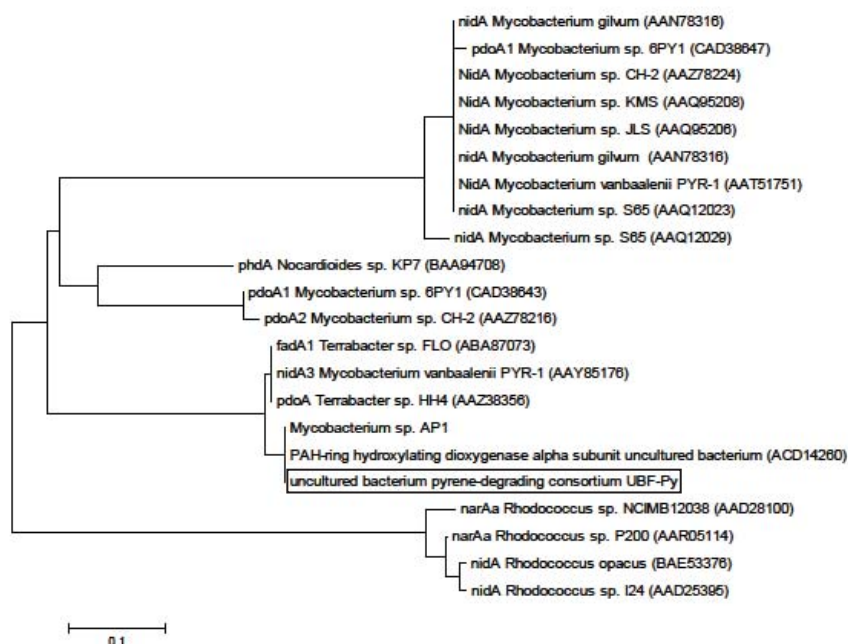 nidA Mycobacterium gilvum (AAN78316)
pdoA1 Mycobacterium sp. 6PY1 (CAD38647)
NidA Mycobacterium sp. CH-2 (AAZ78224)
NidA Mycobacterium sp. KMS (AAQ95208)
NidA Mycobacterium sp. JLS (AAQ95206)
nidA Mycobacterium gilvum (AAN78316)
NidA Mycobacterium vanbaalenii PYR-1 (AAT51751)
nidA Mycobacterium sp. S65 (AAQ12023)
nidA Mycobacterium sp. S65 (AAQ12029)
phdA Nocardioides sp. KP7 (BAA94708)
pdoA1 Mycobacterium sp. 6PY1 (CAD38643)
pdoA2 Mycobacterium sp. CH-2 (AAZ78216)
fadA1 Terrabacter sp. FLO (ABA87073)
nidA3 Mycobacterium vanbaalenii PYR-1 (AAY85176)
pdoA Terrabacter sp. HH4 (AAZ38356)
Mycobacterium sp. AP1
PAH-ring hydroxylating dioxygenase alpha subunit uncultured bacterium (ACD14260)
uncultured bacterium pyrene-degrading consortium UBF-Py
narAa Rhodococcus sp. NCIMB12038 (AAD28100)
narAa Rhodococcus sp. P200 (AAR05114)
nidA Rhodococcus opacus (BAE53376)
nidA Rhodococcus sp. I24 (AAD25395)
0.1